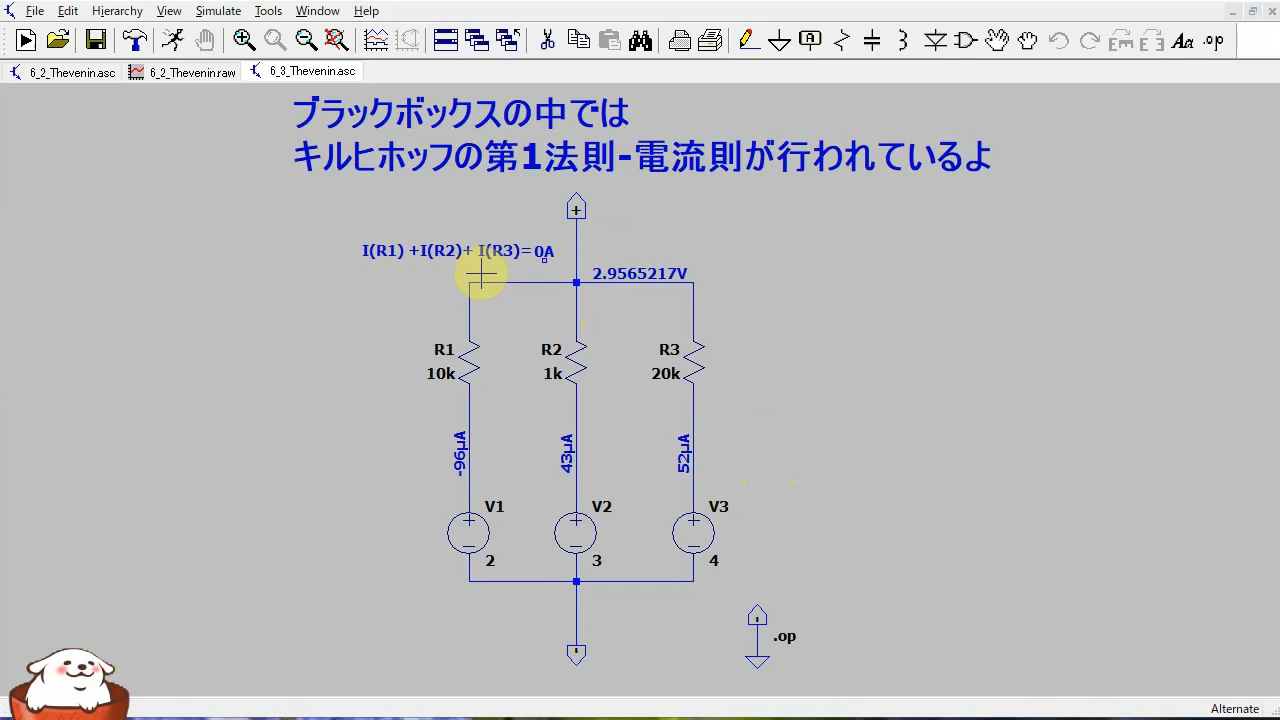 File Edit Hierarchy View Simulate Tools Window Help
.op
6_2_Thevenin.asc 6_2_Thevenin.raw 6_3_Thevenin.asc
ブラックボックスの中では
キルヒホッフの第1法則-電流則が行われているよ
+
I(R1) +I(R2)+ I(R3)=0A
2.9565217V
R1 R2 R3
10k 1k 20k
-96µA 43µA 52µA
V1 V2 V3
2 3 4
.op
Alternate